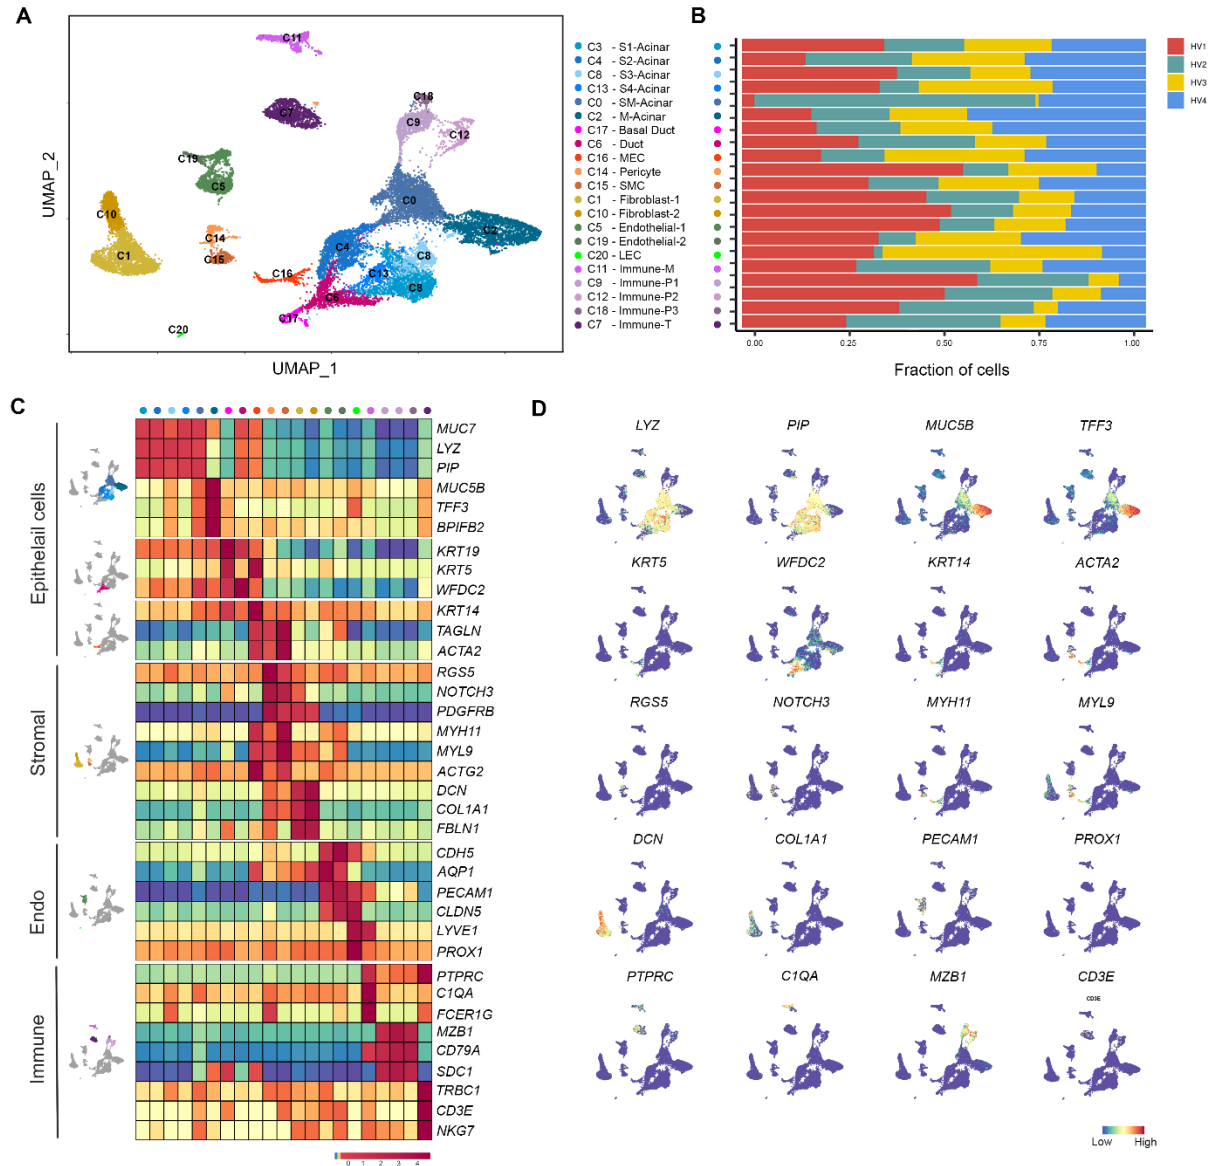 A
C11
C18
C9
C12
C7
C19
C5
C10
C1
C0
C2
C14
C15
C4
C8
C13
C16
C8
C6
C17
C20
UMAP_2
UMAP_1
C3 - S1-Acinar
C4 - S2-Acinar
C8 - S3-Acinar
C13 - S4-Acinar
C0 - SM-Acinar
C2 - M-Acinar
C17 - Basal Duct
C6 - Duct
C16 - MEC
C14 - Pericyte
C15 - SMC
C1 - Fibroblast-1
C10 - Fibroblast-2
C5 - Endothelial-1
C19 - Endothelial-2
C20 - LEC
C11 - Immune-M
C9 - Immune-P1
C12 - Immune-P2
C18 - Immune-P3
C7 - Immune-T
B
HV1
HV2
HV3
HV4
0.00 0.25 0.50 0.75 1.00
Fraction of cells
C
Epithelail cells
Stromal
Endo
Immune
MUC7
LYZ
PIP
MUC5B
TFF3
BPIFB2
KRT19
KRT5
WFDC2
KRT14
TAGLN
ACTA2
RGS5
NOTCH3
PDGFRB
MYH11
MYL9
ACTG2
DCN
COL1A1
FBLN1
CDH5
AQP1
PECAM1
CLDN5
LYVE1
PROX1
PTPRC
C1QA
FCER1G
MZB1
CD79A
SDC1
TRBC1
CD3E
NKG7
0 1 2 3 4
D
LYZ PIP MUC5B TFF3
KRT5 WFDC2 KRT14 ACTA2
RGS5 NOTCH3 MYH11 MYL9
DCN COL1A1 PECAM1 PROX1
PTPRC C1QA MZB1 CD3E
CD3E
Low High